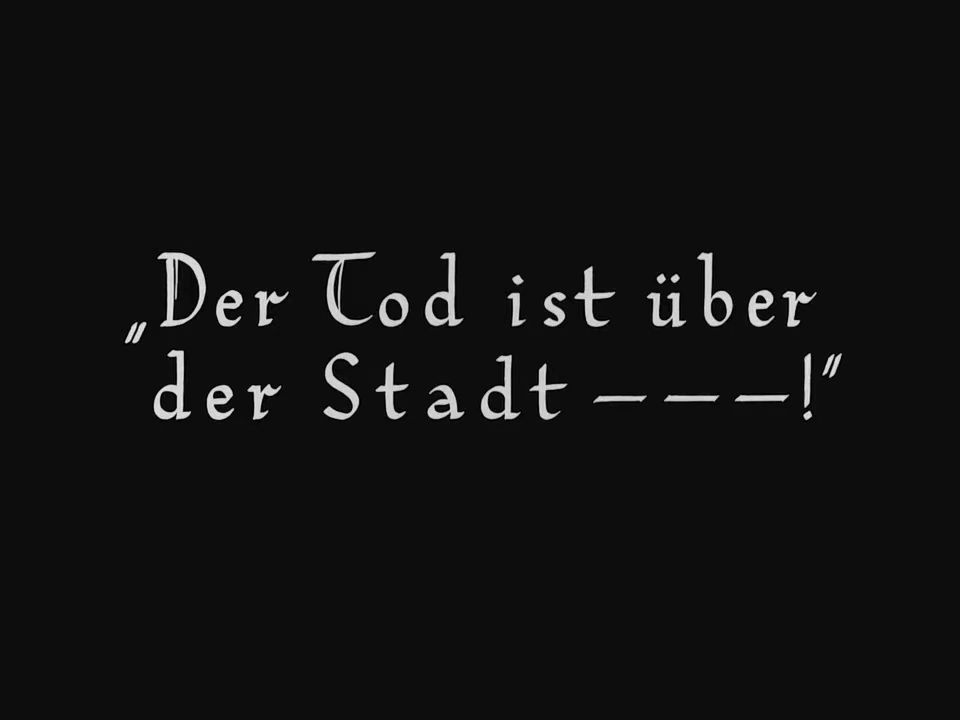 „Der Tod ist über
der Stadt — — —!”